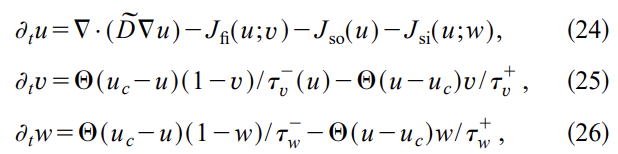 ∂ₜu = ∇·(D̃∇u) − J_fi(u;v) − J_so(u) − J_si(u;w), (24)
∂ₜv = Θ(u_c − u)(1 − v)/τ_v^−(u) − Θ(u − u_c)v/τ_v^+, (25)
∂ₜw = Θ(u_c − u)(1 − w)/τ_w^− − Θ(u − u_c)w/τ_w^+, (26)